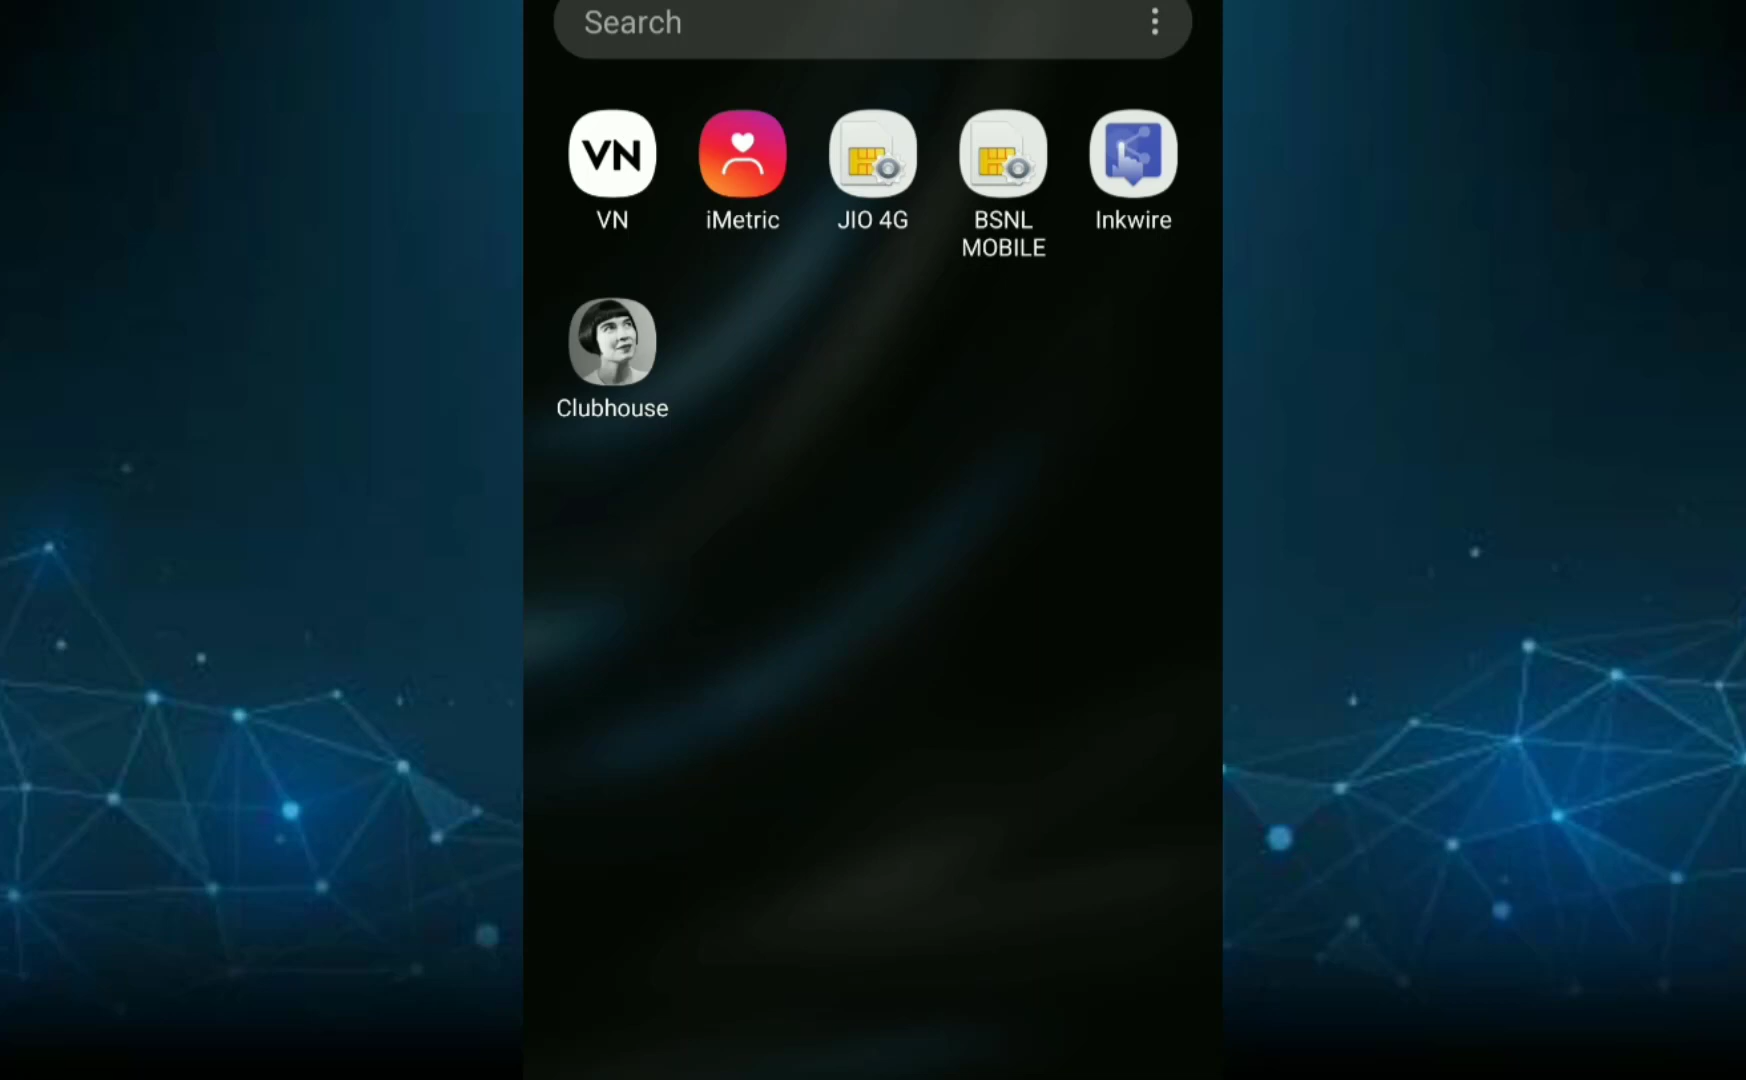 Search
VN
VN
iMetric
JIO 4G
BSNL
MOBILE
Inkwire
Clubhouse